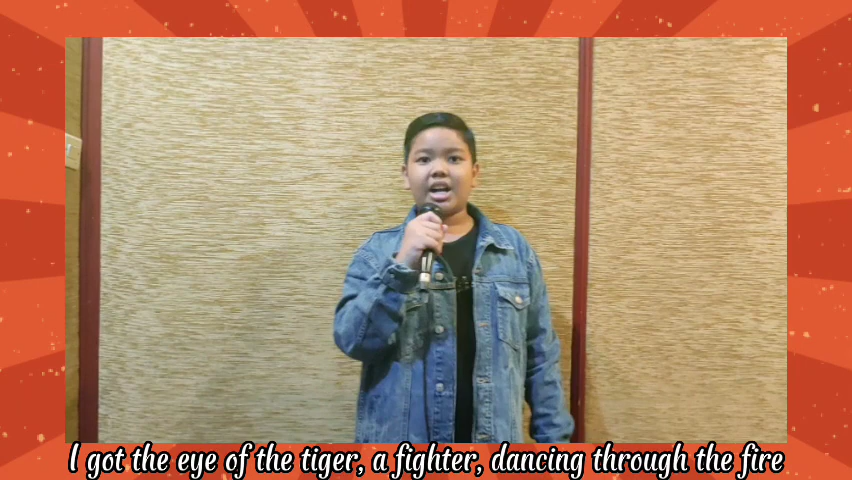 I got the eye of the tiger, a fighter, dancing through the fire